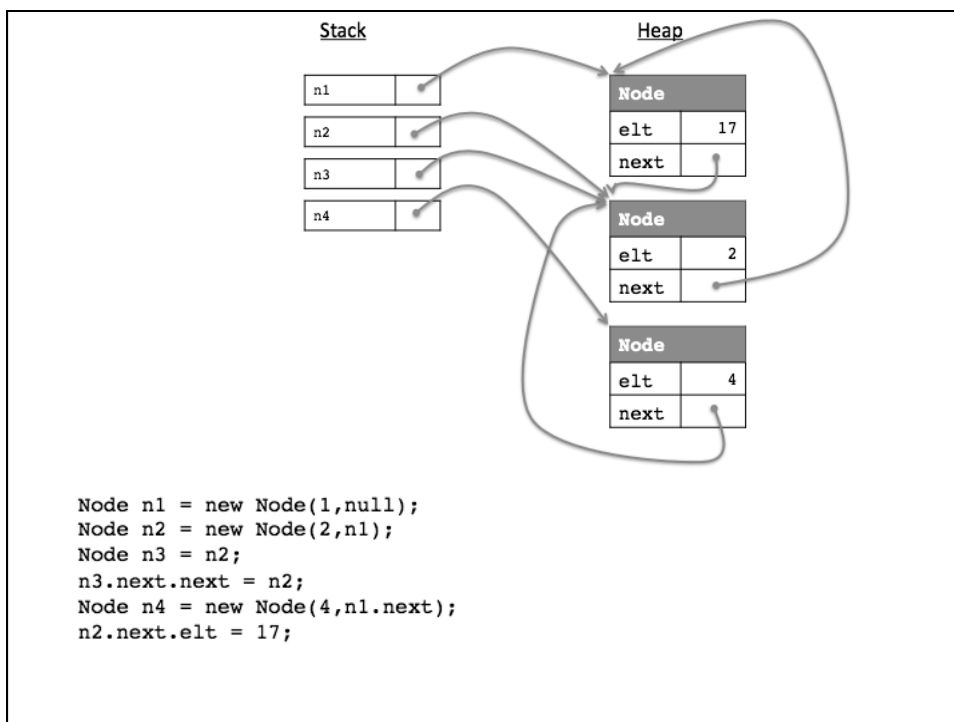 Stack
Heap
n1
n2
n3
n4
Node
elt 17
next
Node
elt 2
next
Node
elt 4
next
Node n1 = new Node(1,null);
Node n2 = new Node(2,n1);
Node n3 = n2;
n3.next.next = n2;
Node n4 = new Node(4,n1.next);
n2.next.elt = 17;